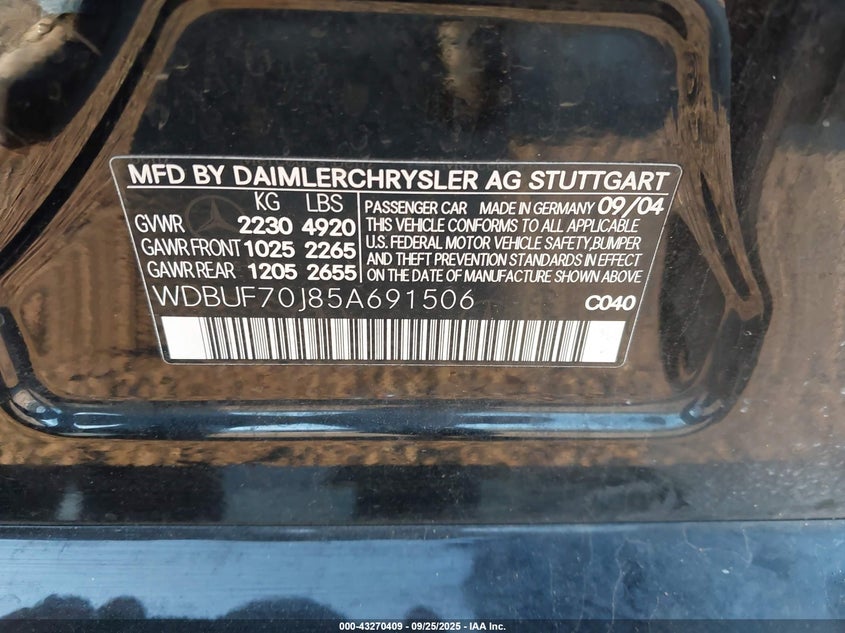 MFD BY DAIMLERCHRYSLER AG STUTTGART
KG LBS
GVWR 2230 4920
GAWR FRONT 1025 2265
GAWR REAR 1205 2655
PASSENGER CAR MADE IN GERMANY 09/04
THIS VEHICLE CONFORMS TO ALL APPLICABLE
U.S. FEDERAL MOTOR VEHICLE SAFETY, BUMPER
AND THEFT PREVENTION STANDARDS IN EFFECT
ON THE DATE OF MANUFACTURE SHOWN ABOVE
WDBUF70J85A691506 C040
000-43270409 - 09/25/2025 - IAA Inc.